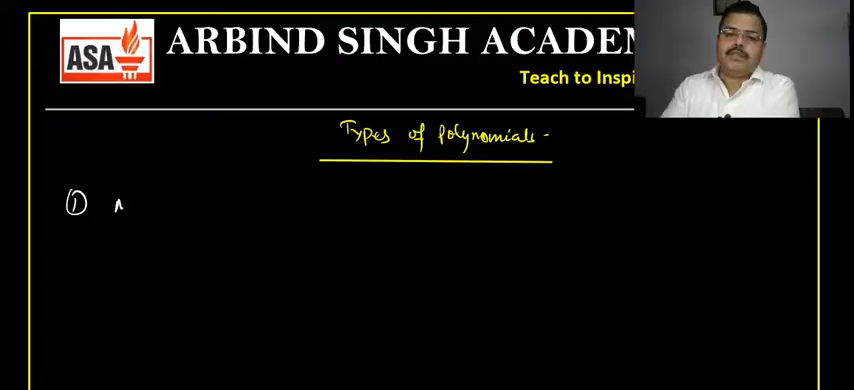 ASA
ARBIND SINGH ACADEM
Teach to Inspi
Types of Polynomials -
①